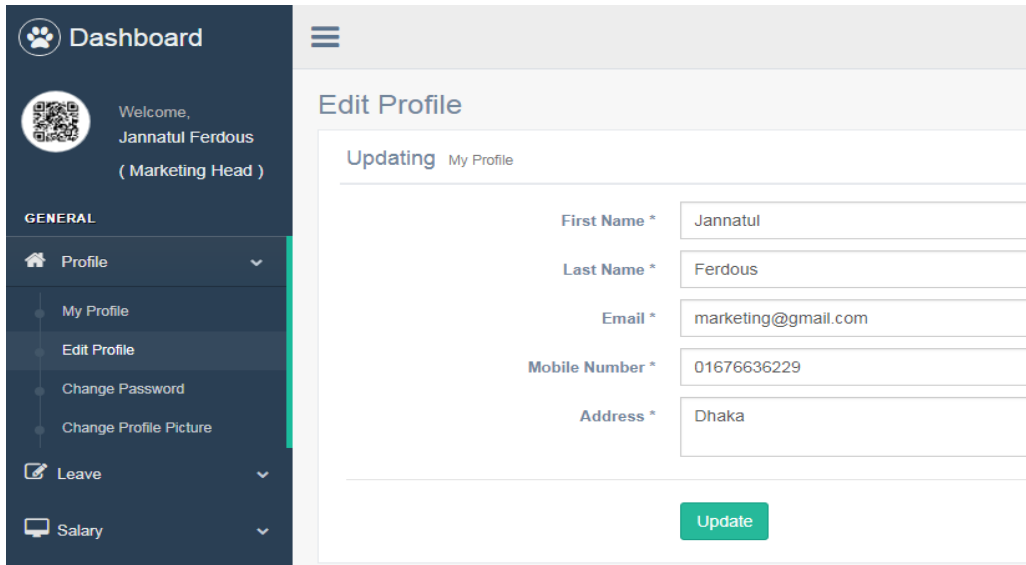 Dashboard
Welcome,
Jannatul Ferdous
( Marketing Head )
GENERAL
Profile
My Profile
Edit Profile
Change Password
Change Profile Picture
Leave
Salary
Edit Profile
Updating My Profile
First Name * Jannatul
Last Name * Ferdous
Email * marketing@gmail.com
Mobile Number * 01676636229
Address * Dhaka
Update